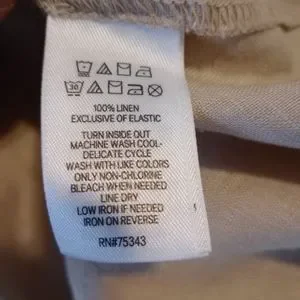 30
100% LINEN
EXCLUSIVE OF ELASTIC
TURN INSIDE OUT
MACHINE WASH COOL-
DELICATE CYCLE
WASH WITH LIKE COLORS
ONLY NON-CHLORINE
BLEACH WHEN NEEDED
LINE DRY
LOW IRON IF NEEDED
IRON ON REVERSE
RN#75343